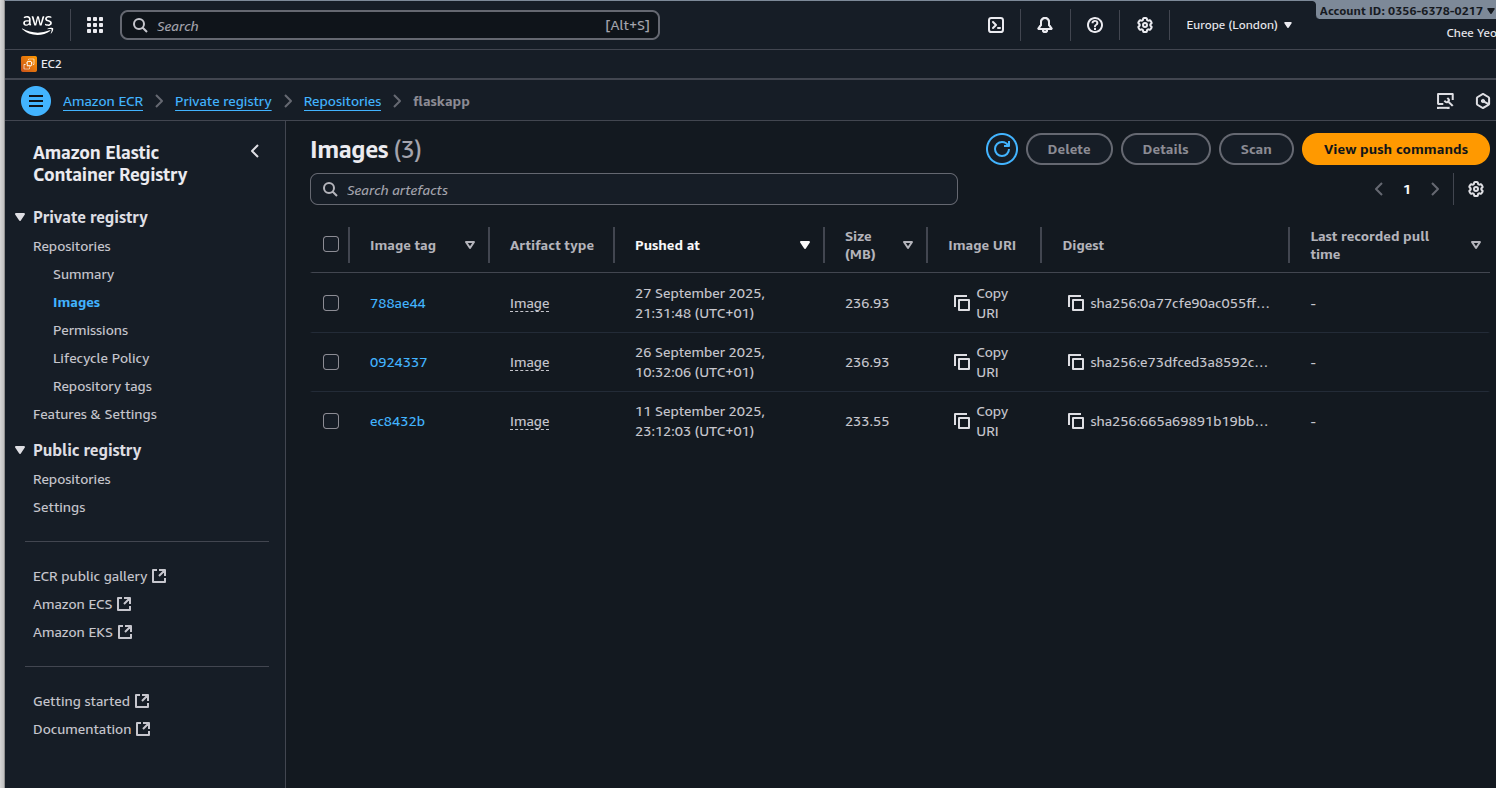 aws
Search [Alt+S]
Europe (London)
Account ID: 0356-6378-0217
Chee Yeo
EC2
Amazon ECR
Private registry
Repositories
flaskapp
Amazon Elastic
Container Registry
Private registry
Repositories
Summary
Images
Permissions
Lifecycle Policy
Repository tags
Features & Settings
Public registry
Repositories
Settings
ECR public gallery
Amazon ECS
Amazon EKS
Getting started
Documentation
Images (3)
Delete
Details
Scan
View push commands
Search artefacts
1
Image tag
Artifact type
Pushed at
Size
(MB)
Image URI
Digest
Last recorded pull
time
788ae44
Image
27 September 2025,
21:31:48 (UTC+01)
236.93
Copy
URI
sha256:0a77cfe90ac055ff...
-
0924337
Image
26 September 2025,
10:32:06 (UTC+01)
236.93
Copy
URI
sha256:e73dfced3a8592c...
-
ec8432b
Image
11 September 2025,
23:12:03 (UTC+01)
233.55
Copy
URI
sha256:665a69891b19bb...
-